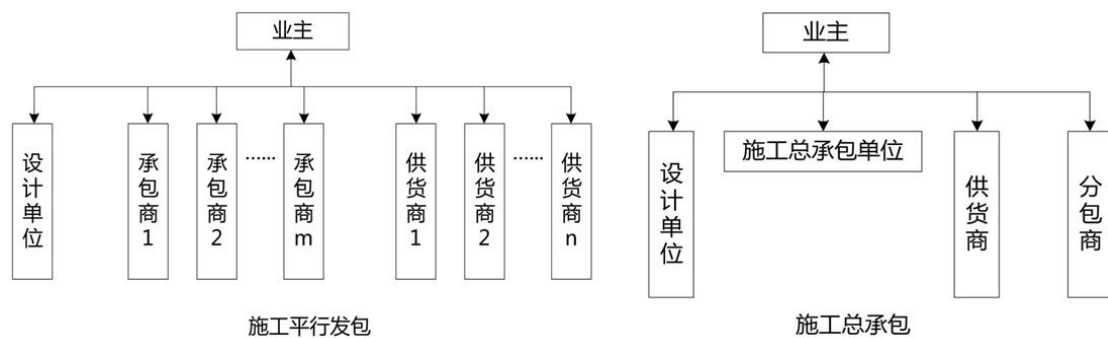 业主
设计单位
承包商1
承包商2
……
承包商m
供货商1
供货商2
……
供货商n
施工平行发包
业主
设计单位
施工总承包单位
供货商
分包商
施工总承包